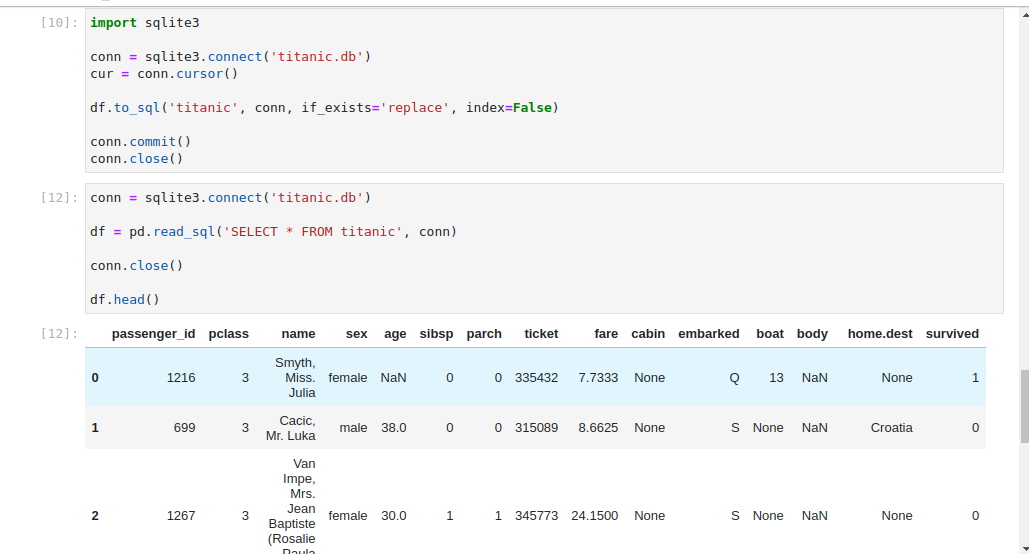 [10]: import sqlite3
conn = sqlite3.connect('titanic.db')
cur = conn.cursor()
df.to_sql('titanic', conn, if_exists='replace', index=False)
conn.commit()
conn.close()
[12]: conn = sqlite3.connect('titanic.db')
df = pd.read_sql('SELECT * FROM titanic', conn)
conn.close()
df.head()
[12]: passenger_id pclass name sex age sibsp parch ticket fare cabin embarked boat body home.dest survived
Smyth,
0 1216 3 Miss. female NaN 0 0 335432 7.7333 None Q 13 NaN None 1
Julia
Cacic,
1 699 3 Mr. Luka male 38.0 0 0 315089 8.6625 None S None NaN Croatia 0
Van
Impe,
Mrs.
Jean
2 1267 3 Baptiste female 30.0 1 1 345773 24.1500 None S None NaN None 0
(Rosalie
Paula